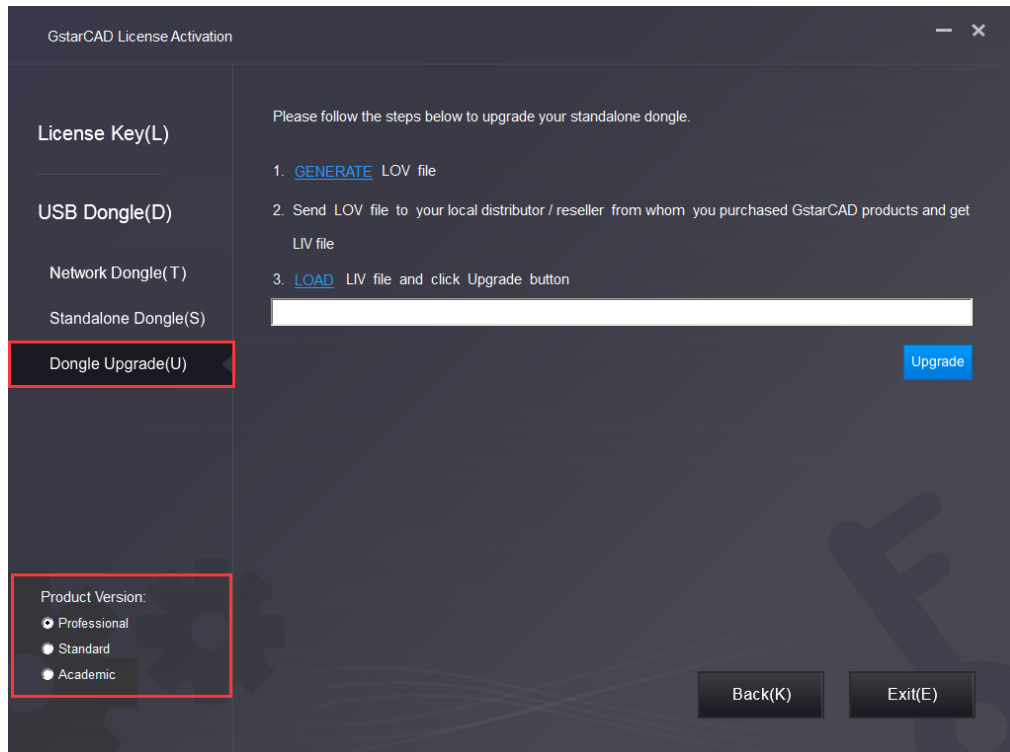 GstarCAD License Activation
License Key(L)
USB Dongle(D)
Network Dongle(T)
Standalone Dongle(S)
Dongle Upgrade(U)
Please follow the steps below to upgrade your standalone dongle.
1. GENERATE LOV file
2. Send LOV file to your local distributor / reseller from whom you purchased GstarCAD products and get
LIV file
3. LOAD LIV file and click Upgrade button
Upgrade
Product Version:
Professional
Standard
Academic
Back(K)
Exit(E)